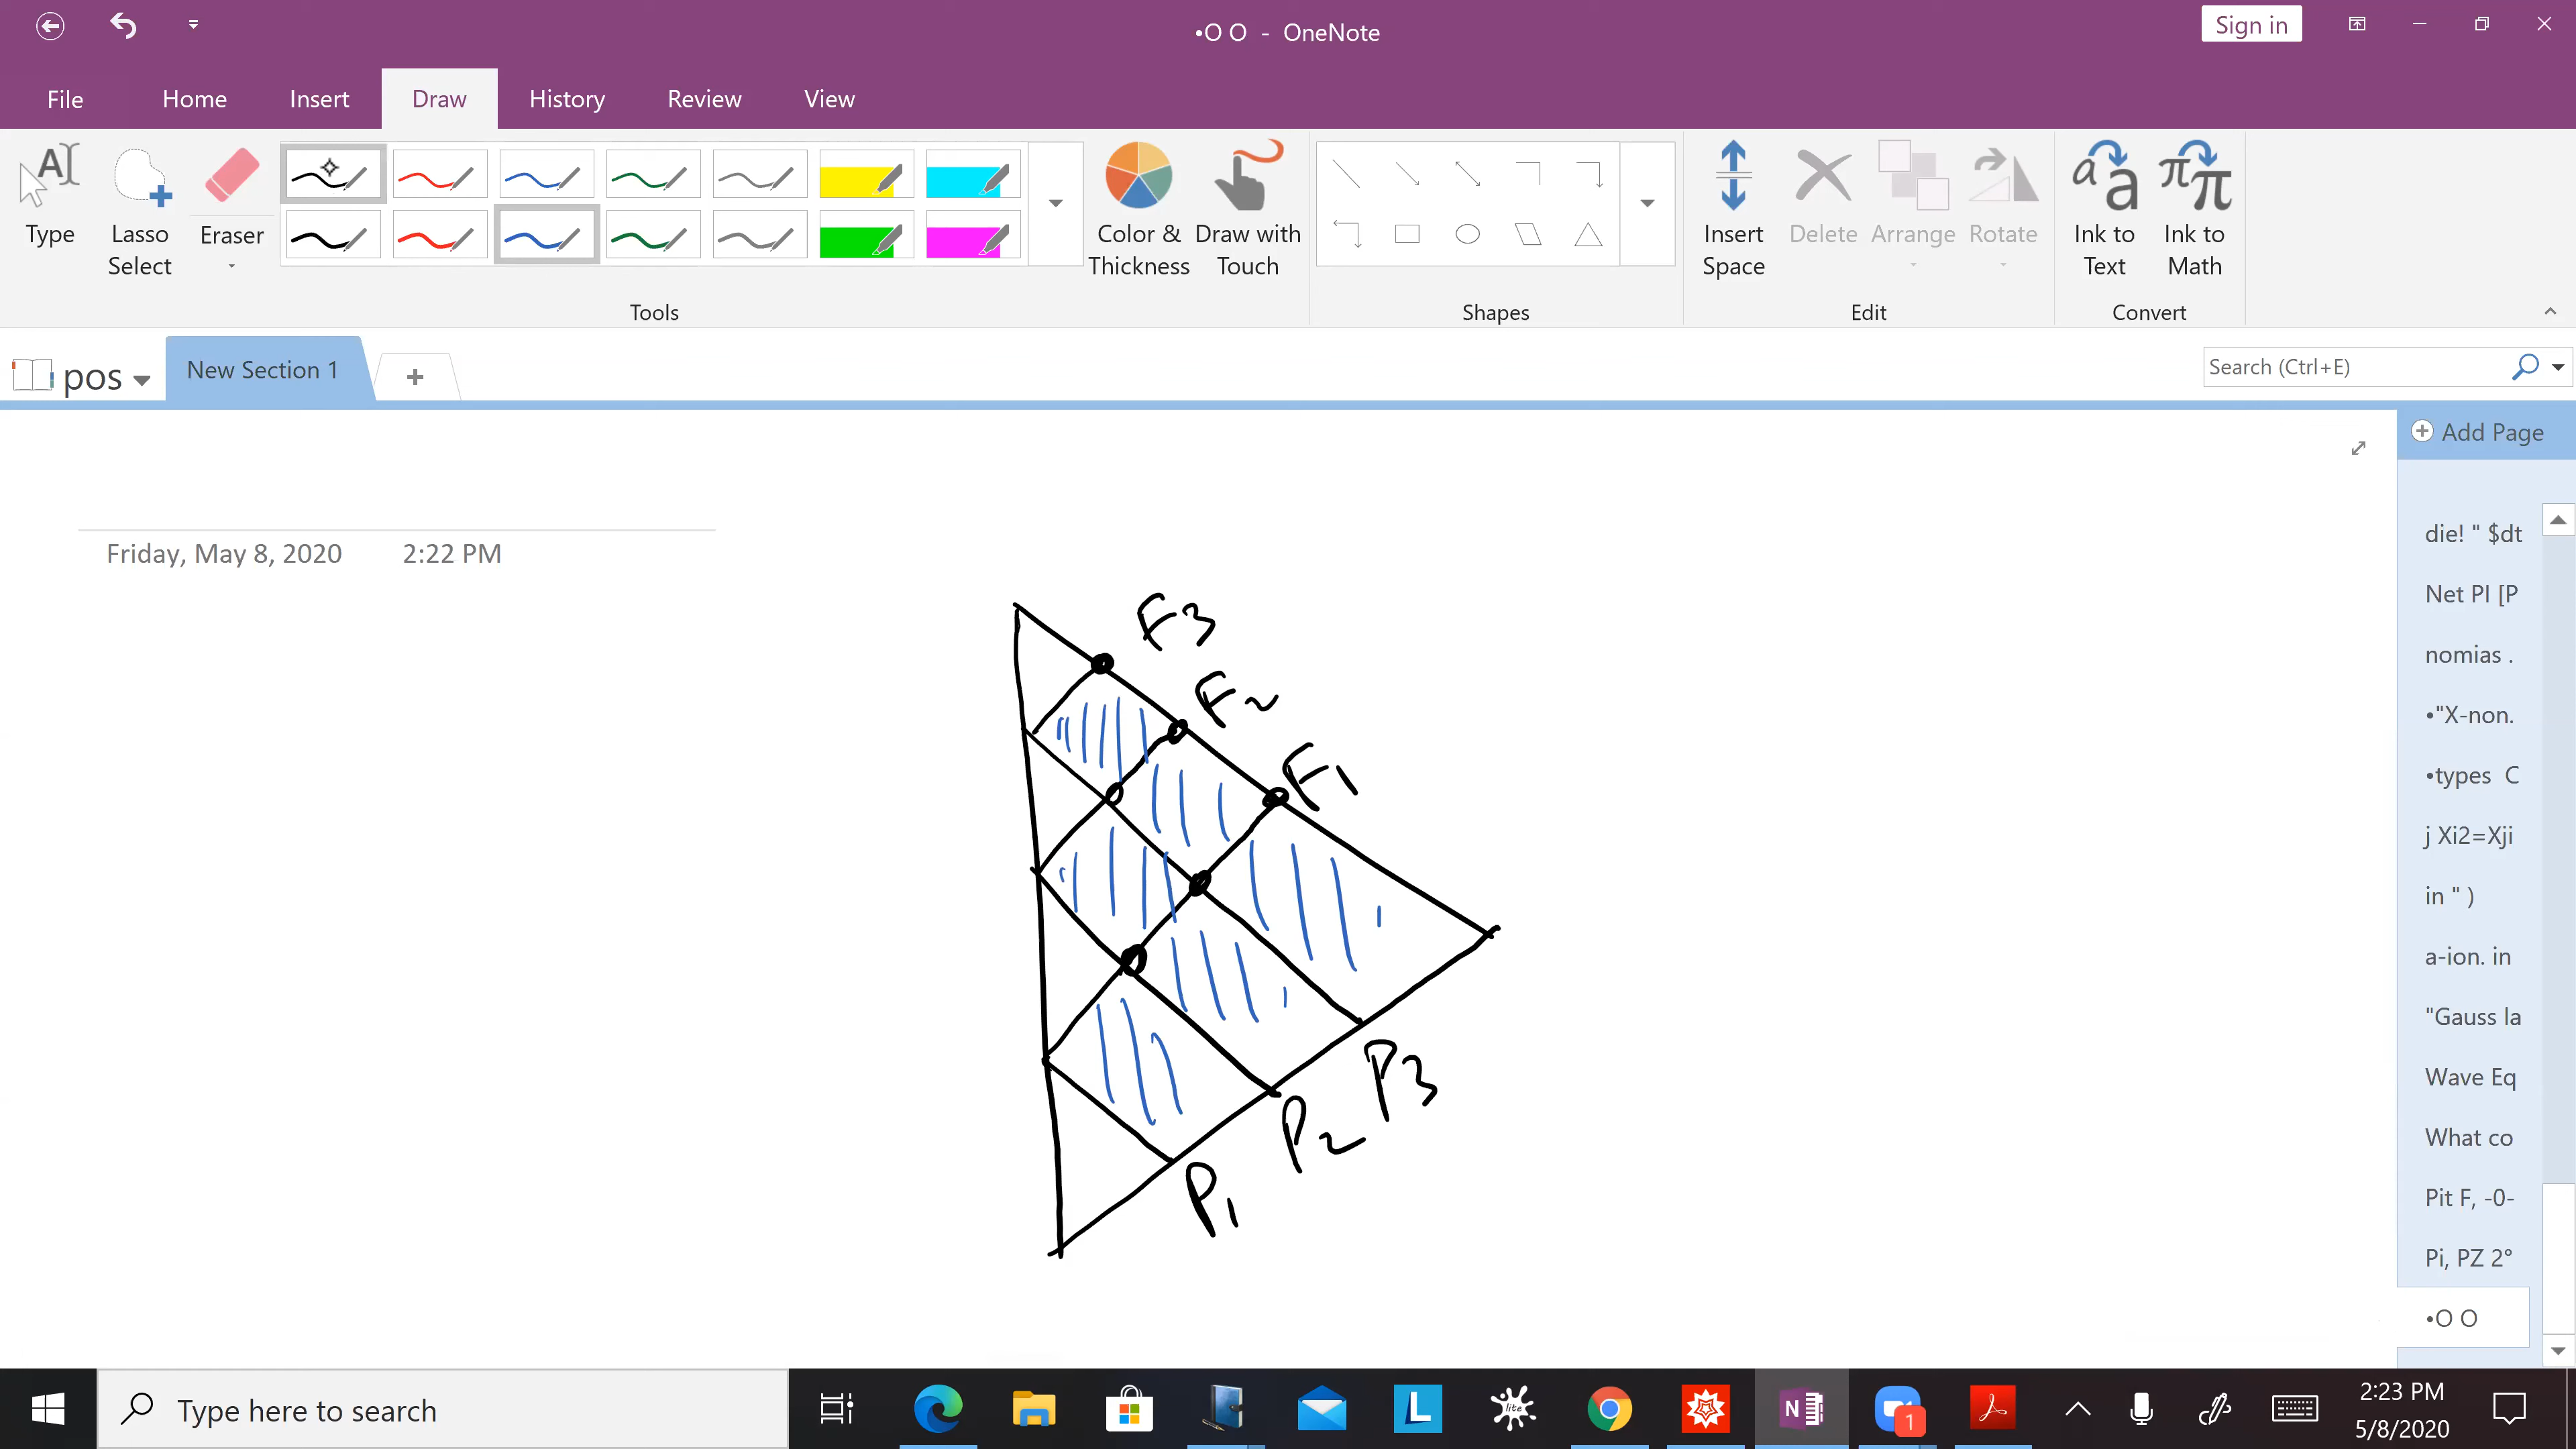 •O O - OneNote
Sign in
File Home Insert Draw History Review View
Type
Lasso Select
Eraser
Color & Thickness
Draw with Touch
Insert Space
Delete
Arrange
Rotate
Ink to Text
Ink to Math
Tools
Shapes
Edit
Convert
pos
New Section 1
Search (Ctrl+E)
Add Page
Friday, May 8, 2020 2:22 PM
die! " $dt
Net PI [P
nomias .
•"X-non.
•types C
j Xi2=Xji
in " )
a-ion. in
"Gauss la
Wave Eq
What co
Pit F, -0-
Pi, PZ 2°
•O O
F3
F2
F1
P3
P2
P1
Type here to search
lite
L
N
1
2:23 PM
5/8/2020